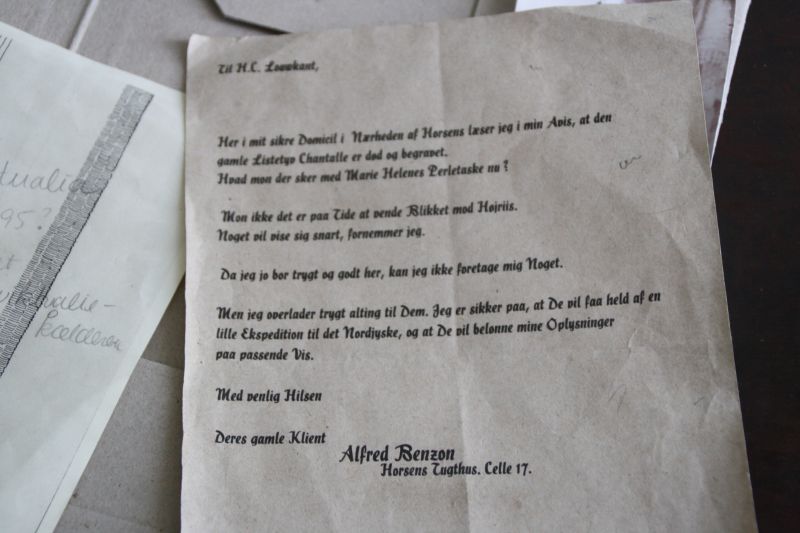 Til H.C. Louwkant,
Her i mit sikre Domicil i Nærheden af Horsens læser jeg i min Avis, at den
gamle Listetyv Chantalle er død og begravet.
Hvad mon der sker med Marie Helenes Perletaske nu?
Mon ikke det er paa Tide at vende Blikket mod Højriis.
Noget vil vise sig snart, fornemmer jeg.
Da jeg jo bor trygt og godt her, kan jeg ikke foretage mig Noget.
Men jeg overlader trygt alting til Dem. Jeg er sikker paa, at De vil faa held af en
lille Ekspedition til det Nordjyske, og at De vil belønne mine Oplysninger
paa passende Vis.
Med venlig Hilsen
Deres gamle Klient
Alfred Benzon
Horsens Tugthus. Celle 17.
95?
kælderen